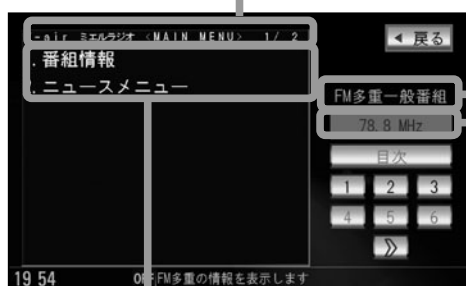 -air ミエルラジオ <MAIN MENU> 1/ 2
◀ 戻る
. 番組情報
. ニュースメニュー
FM多重一般番組
78.8 MHz
目次
1 2 3
4 5 6
19 54 OFF FM多重の情報を表示します